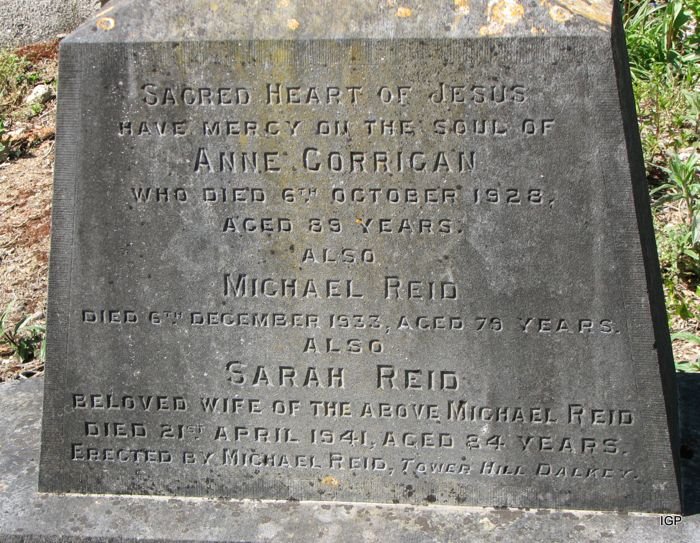 SACRED HEART OF JESUS
HAVE MERCY ON THE SOUL OF
ANNE CORRIGAN
WHO DIED 6TH OCTOBER 1928,
AGED 89 YEARS.
ALSO
MICHAEL REID
DIED 6TH DECEMBER 1933, AGED 79 YEARS.
ALSO
SARAH REID
BELOVED WIFE OF THE ABOVE MICHAEL REID
DIED 21ST APRIL 1941, AGED 84 YEARS.
ERECTED BY MICHAEL REID, TOWER HILL DALKEY.
IGP